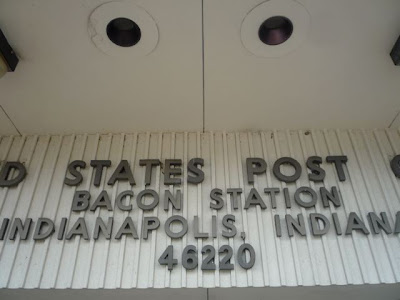 D STATES POST
BACON STATION
INDIANAPOLIS, INDIANA
46220